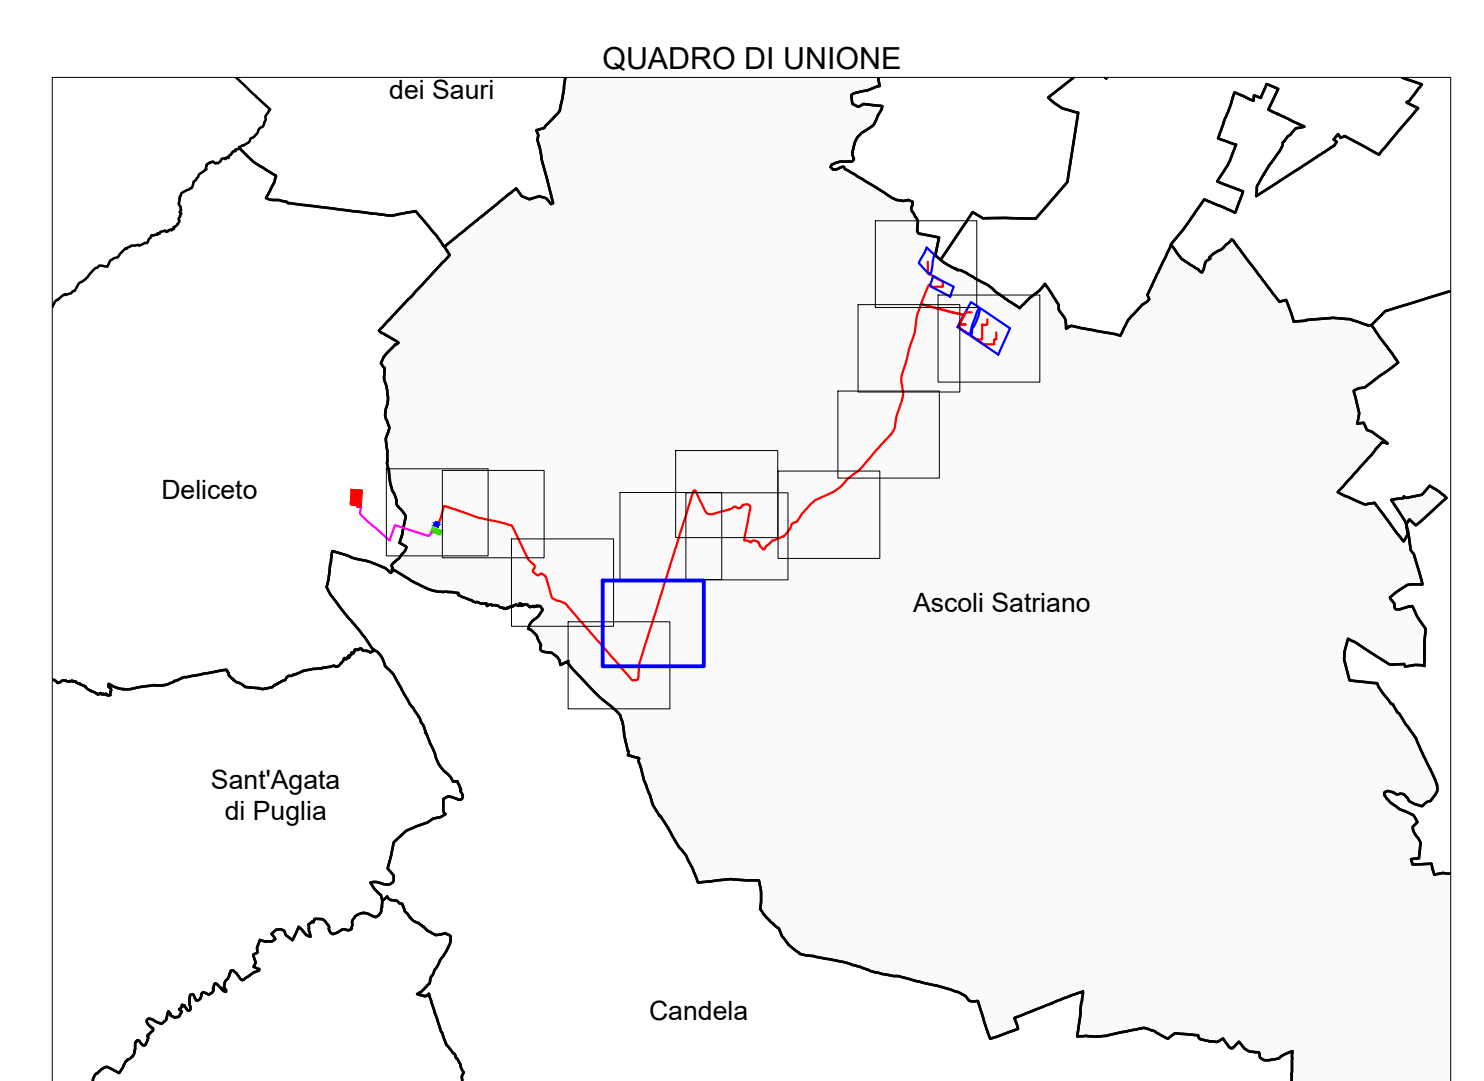 QUADRO DI UNIONE
dei Sauri
Deliceto
Ascoli Satriano
Sant'Agata
di Puglia
Candela